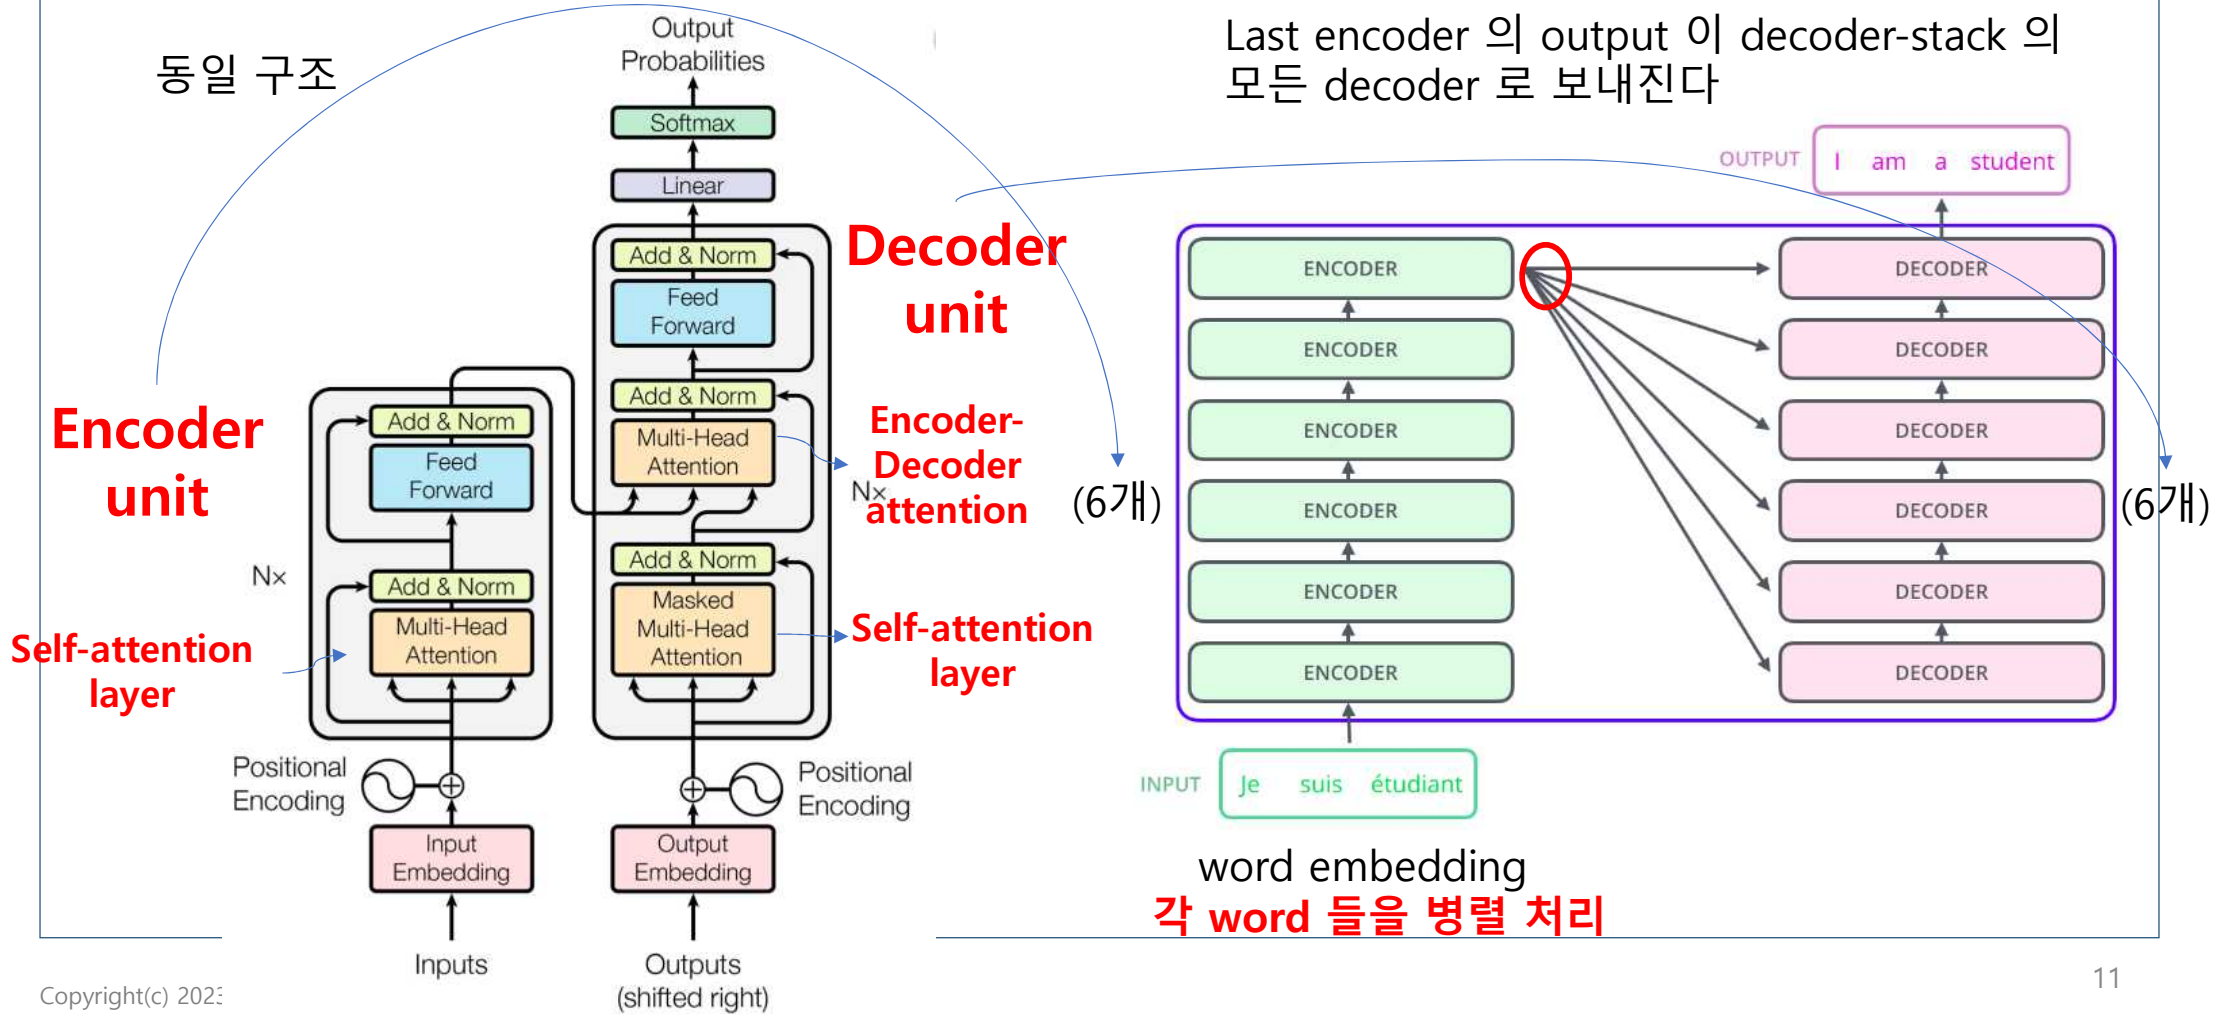 동일 구조
Output
Probabilities
Softmax
Linear
Add & Norm
Feed
Forward
Add & Norm
Multi-Head
Attention
Add & Norm
Masked
Multi-Head
Attention
Decoder
unit
Encoder-
Decoder
attention
Nx
Self-attention
layer
Encoder
unit
Add & Norm
Feed
Forward
Nx
Add & Norm
Multi-Head
Attention
Self-attention
layer
Positional
Encoding
Positional
Encoding
Input
Embedding
Output
Embedding
Inputs
Outputs
(shifted right)
Last encoder 의 output 이 decoder-stack 의
모든 decoder 로 보내진다
OUTPUT I am a student
ENCODER DECODER
ENCODER DECODER
ENCODER DECODER
(6개) ENCODER DECODER (6개)
ENCODER DECODER
ENCODER DECODER
INPUT Je suis étudiant
word embedding
각 word 들을 병렬 처리
Copyright(c) 2023
11